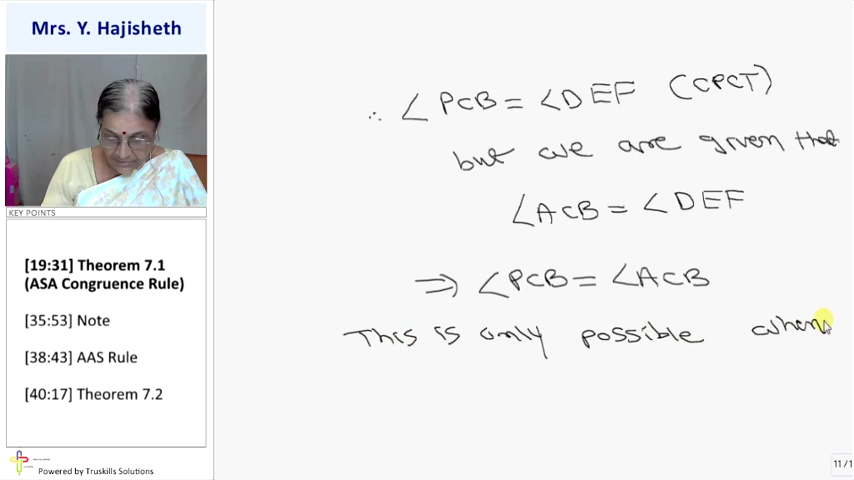 Mrs. Y. Hajisheth
KEY POINTS
[19:31] Theorem 7.1
(ASA Congruence Rule)
[35:53] Note
[38:43] AAS Rule
[40:17] Theorem 7.2
Powered by Truskills Solutions
∴ ∠PCB = ∠DEF (CPCT)
but we are given that
∠ACB = ∠DEF
⇒ ∠PCB = ∠ACB
This is only possible when
11/1